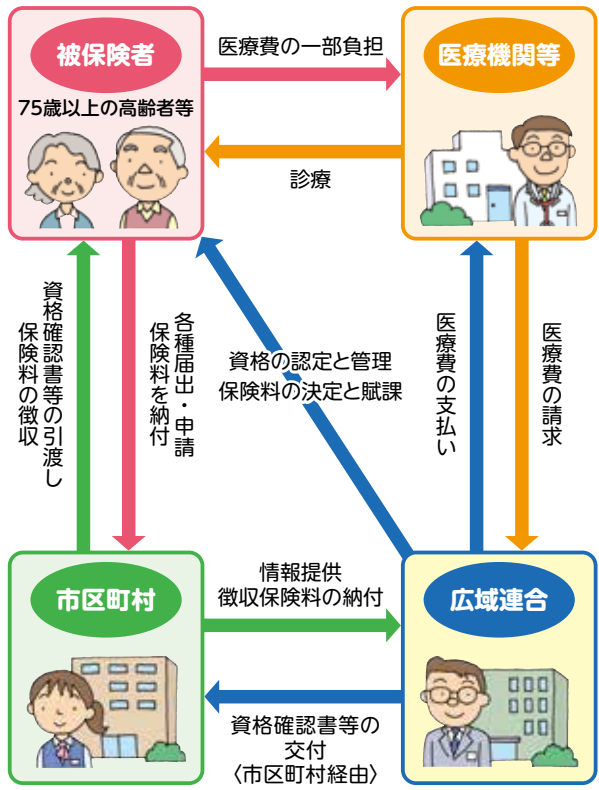 被保険者
75歳以上の高齢者等
医療費の一部負担
医療機関等
診療
資格確認書等の引渡し
保険料の徴収
各種届出・申請
保険料を納付
資格の認定と管理
保険料の決定と賦課
医療費の支払い
医療費の請求
市区町村
情報提供
徴収保険料の納付
広域連合
資格確認書等の
交付
〈市区町村経由〉